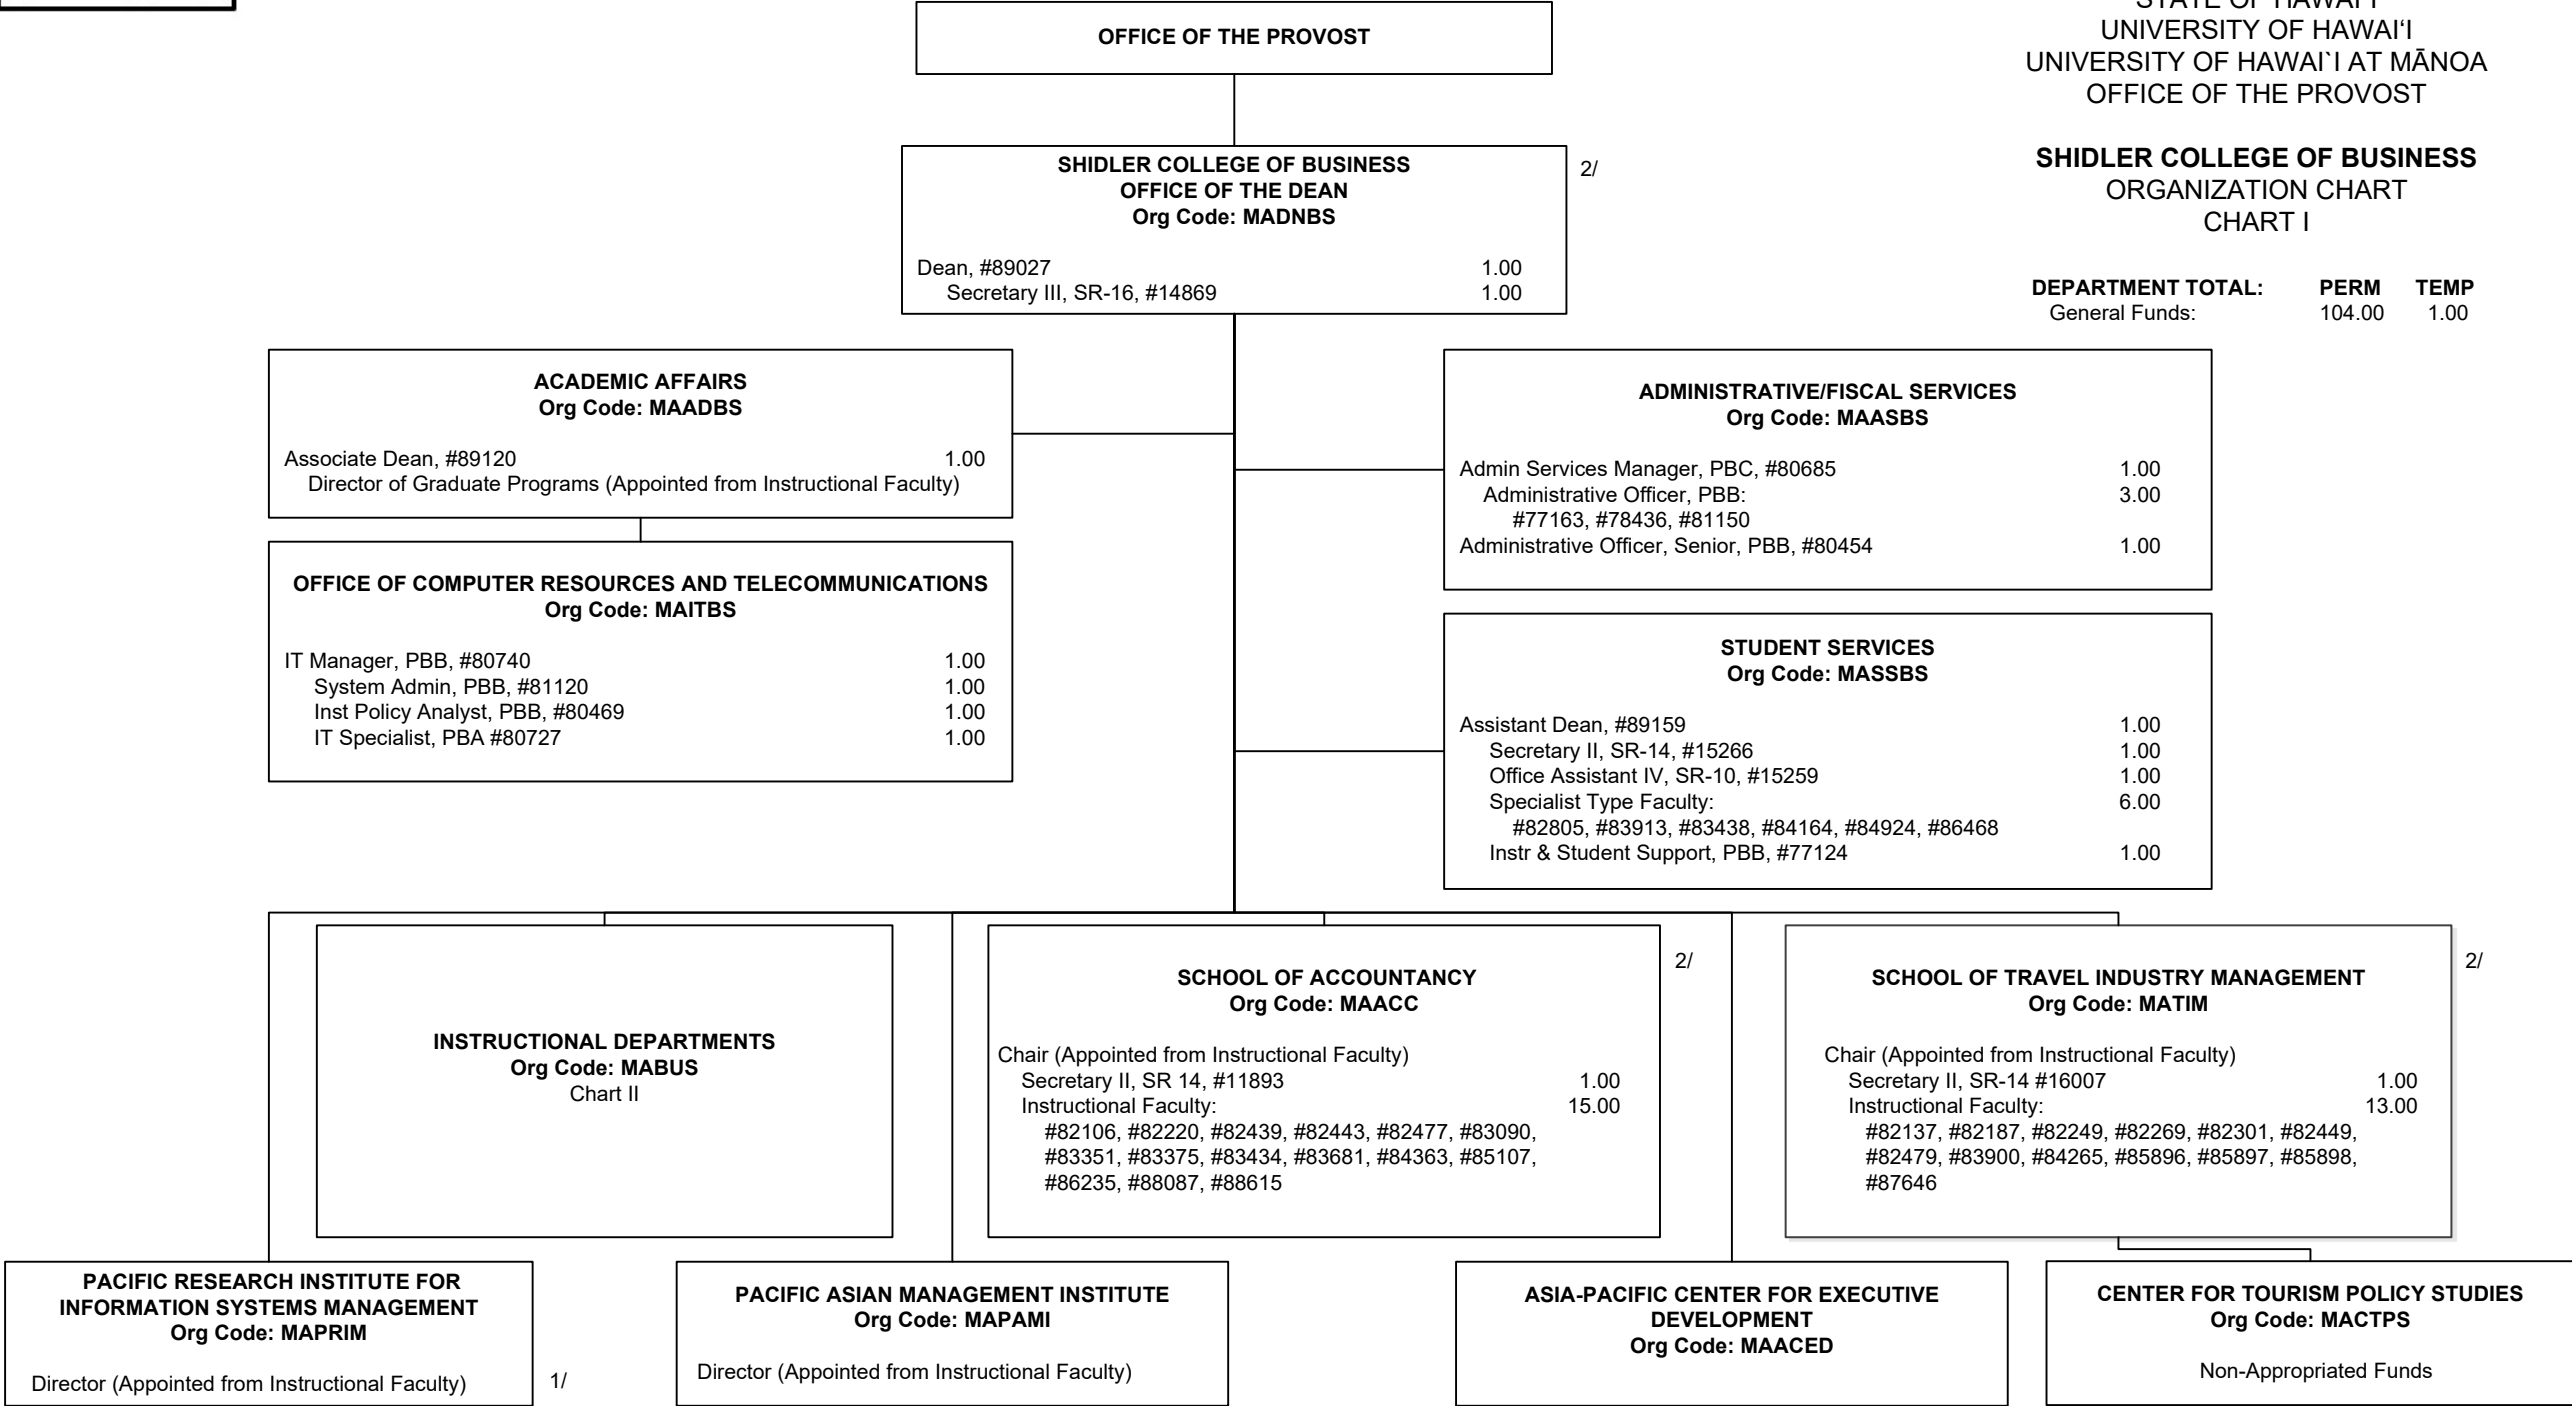 OFFICE OF THE PROVOST
STATE OF HAWAI‘I
UNIVERSITY OF HAWAI‘I
UNIVERSITY OF HAWAI`I AT MĀNOA
OFFICE OF THE PROVOST
SHIDLER COLLEGE OF BUSINESS
ORGANIZATION CHART
CHART I
DEPARTMENT TOTAL: PERM TEMP
General Funds: 104.00 1.00
SHIDLER COLLEGE OF BUSINESS
OFFICE OF THE DEAN
Org Code: MADNBS
Dean, #89027 1.00
Secretary III, SR-16, #14869 1.00
2/
ACADEMIC AFFAIRS
Org Code: MAADBS
Associate Dean, #89120 1.00
Director of Graduate Programs (Appointed from Instructional Faculty)
OFFICE OF COMPUTER RESOURCES AND TELECOMMUNICATIONS
Org Code: MAITBS
IT Manager, PBB, #80740 1.00
System Admin, PBB, #81120 1.00
Inst Policy Analyst, PBB, #80469 1.00
IT Specialist, PBA #80727 1.00
ADMINISTRATIVE/FISCAL SERVICES
Org Code: MAASBS
Admin Services Manager, PBC, #80685 1.00
Administrative Officer, PBB: 3.00
#77163, #78436, #81150
Administrative Officer, Senior, PBB, #80454 1.00
STUDENT SERVICES
Org Code: MASSBS
Assistant Dean, #89159 1.00
Secretary II, SR-14, #15266 1.00
Office Assistant IV, SR-10, #15259 1.00
Specialist Type Faculty: 6.00
#82805, #83913, #83438, #84164, #84924, #86468
Instr & Student Support, PBB, #77124 1.00
INSTRUCTIONAL DEPARTMENTS
Org Code: MABUS
Chart II
SCHOOL OF ACCOUNTANCY
Org Code: MAACC
Chair (Appointed from Instructional Faculty)
Secretary II, SR 14, #11893 1.00
Instructional Faculty: 15.00
#82106, #82220, #82439, #82443, #82477, #83090,
#83351, #83375, #83434, #83681, #84363, #85107,
#86235, #88087, #88615
2/
SCHOOL OF TRAVEL INDUSTRY MANAGEMENT
Org Code: MATIM
Chair (Appointed from Instructional Faculty)
Secretary II, SR-14 #16007 1.00
Instructional Faculty: 13.00
#82137, #82187, #82249, #82269, #82301, #82449,
#82479, #83900, #84265, #85896, #85897, #85898,
#87646
2/
PACIFIC RESEARCH INSTITUTE FOR
INFORMATION SYSTEMS MANAGEMENT
Org Code: MAPRIM
Director (Appointed from Instructional Faculty)
1/
PACIFIC ASIAN MANAGEMENT INSTITUTE
Org Code: MAPAMI
Director (Appointed from Instructional Faculty)
ASIA-PACIFIC CENTER FOR EXECUTIVE
DEVELOPMENT
Org Code: MAACED
CENTER FOR TOURISM POLICY STUDIES
Org Code: MACTPS
Non-Appropriated Funds